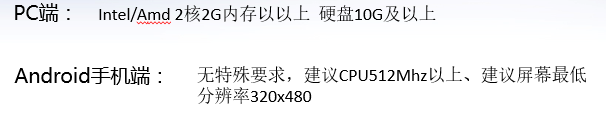 PC端： Intel/Amd 2核2G内存以以上 硬盘10G及以上
Android手机端： 无特殊要求，建议CPU512Mhz以上、建议屏幕最低
分辨率320x480